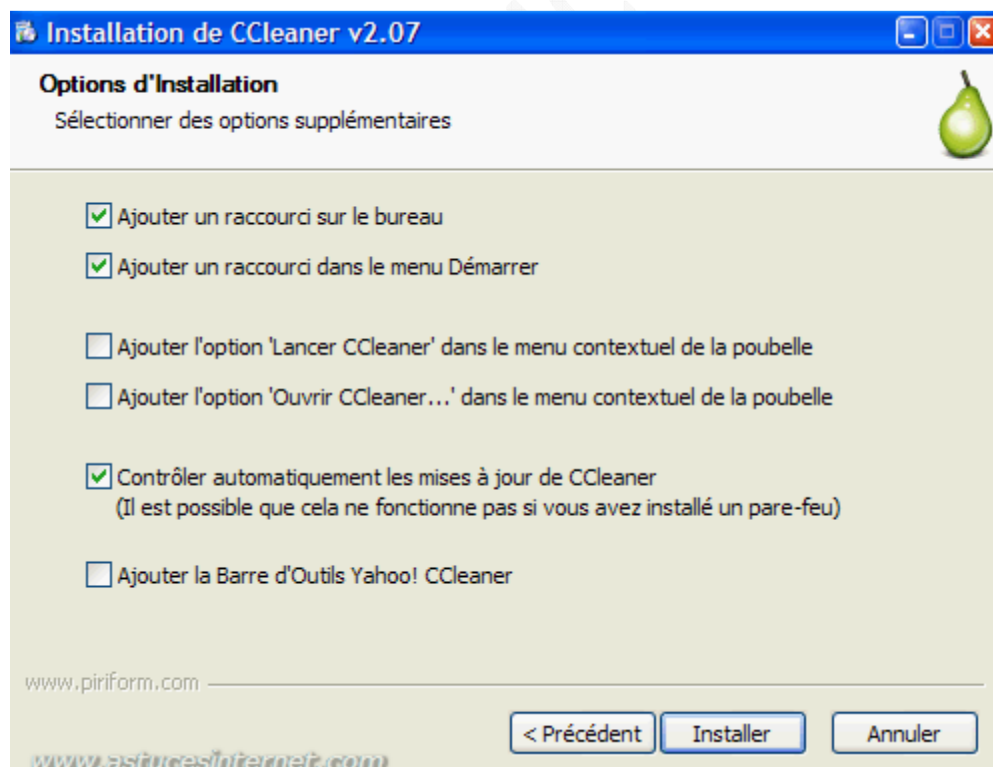 Installation de CCleaner v2.07
Options d'Installation
Sélectionner des options supplémentaires
Ajouter un raccourci sur le bureau
Ajouter un raccourci dans le menu Démarrer
Ajouter l'option 'Lancer CCleaner' dans le menu contextuel de la poubelle
Ajouter l'option 'Ouvrir CCleaner...' dans le menu contextuel de la poubelle
Contrôler automatiquement les mises à jour de CCleaner
(Il est possible que cela ne fonctionne pas si vous avez installé un pare-feu)
Ajouter la Barre d'Outils Yahoo! CCleaner
www.piriform.com
< Précédent
Installer
Annuler
www.astucesinternet.com